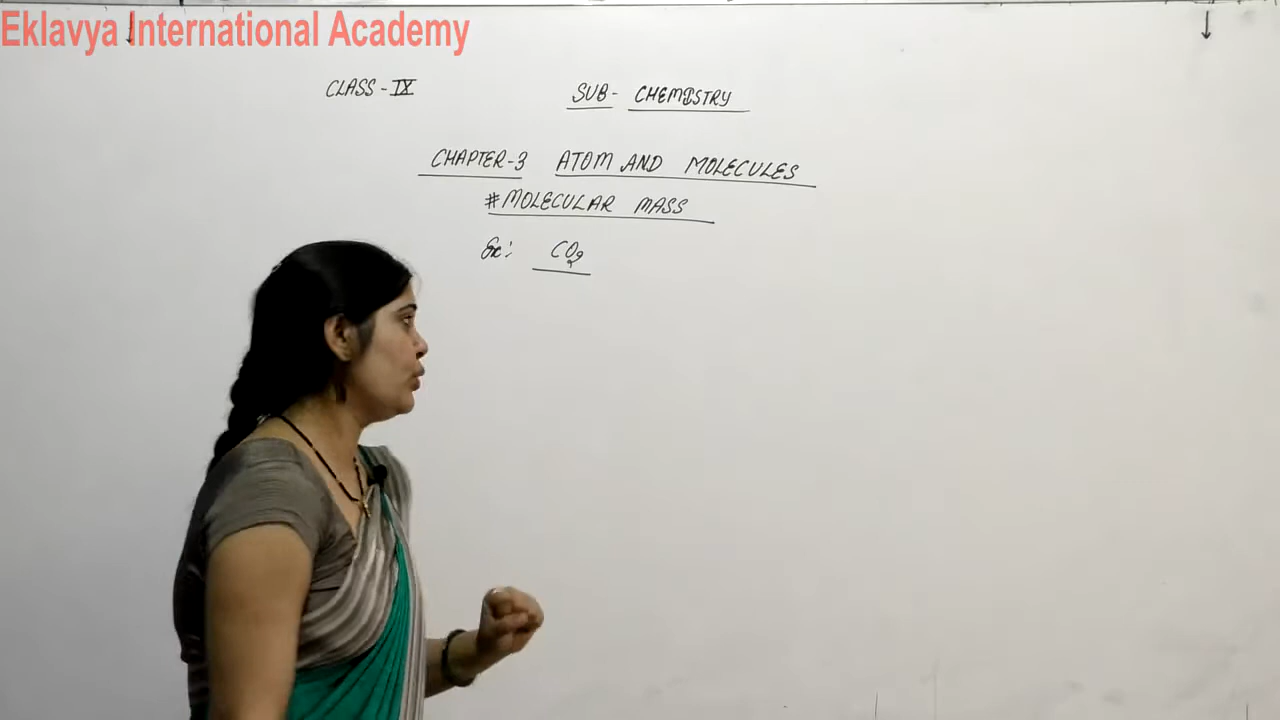 Eklavya International Academy
CLASS - IX SUB - CHEMISTRY
CHAPTER-3 ATOM AND MOLECULES
#MOLECULAR MASS
Ex: CO2